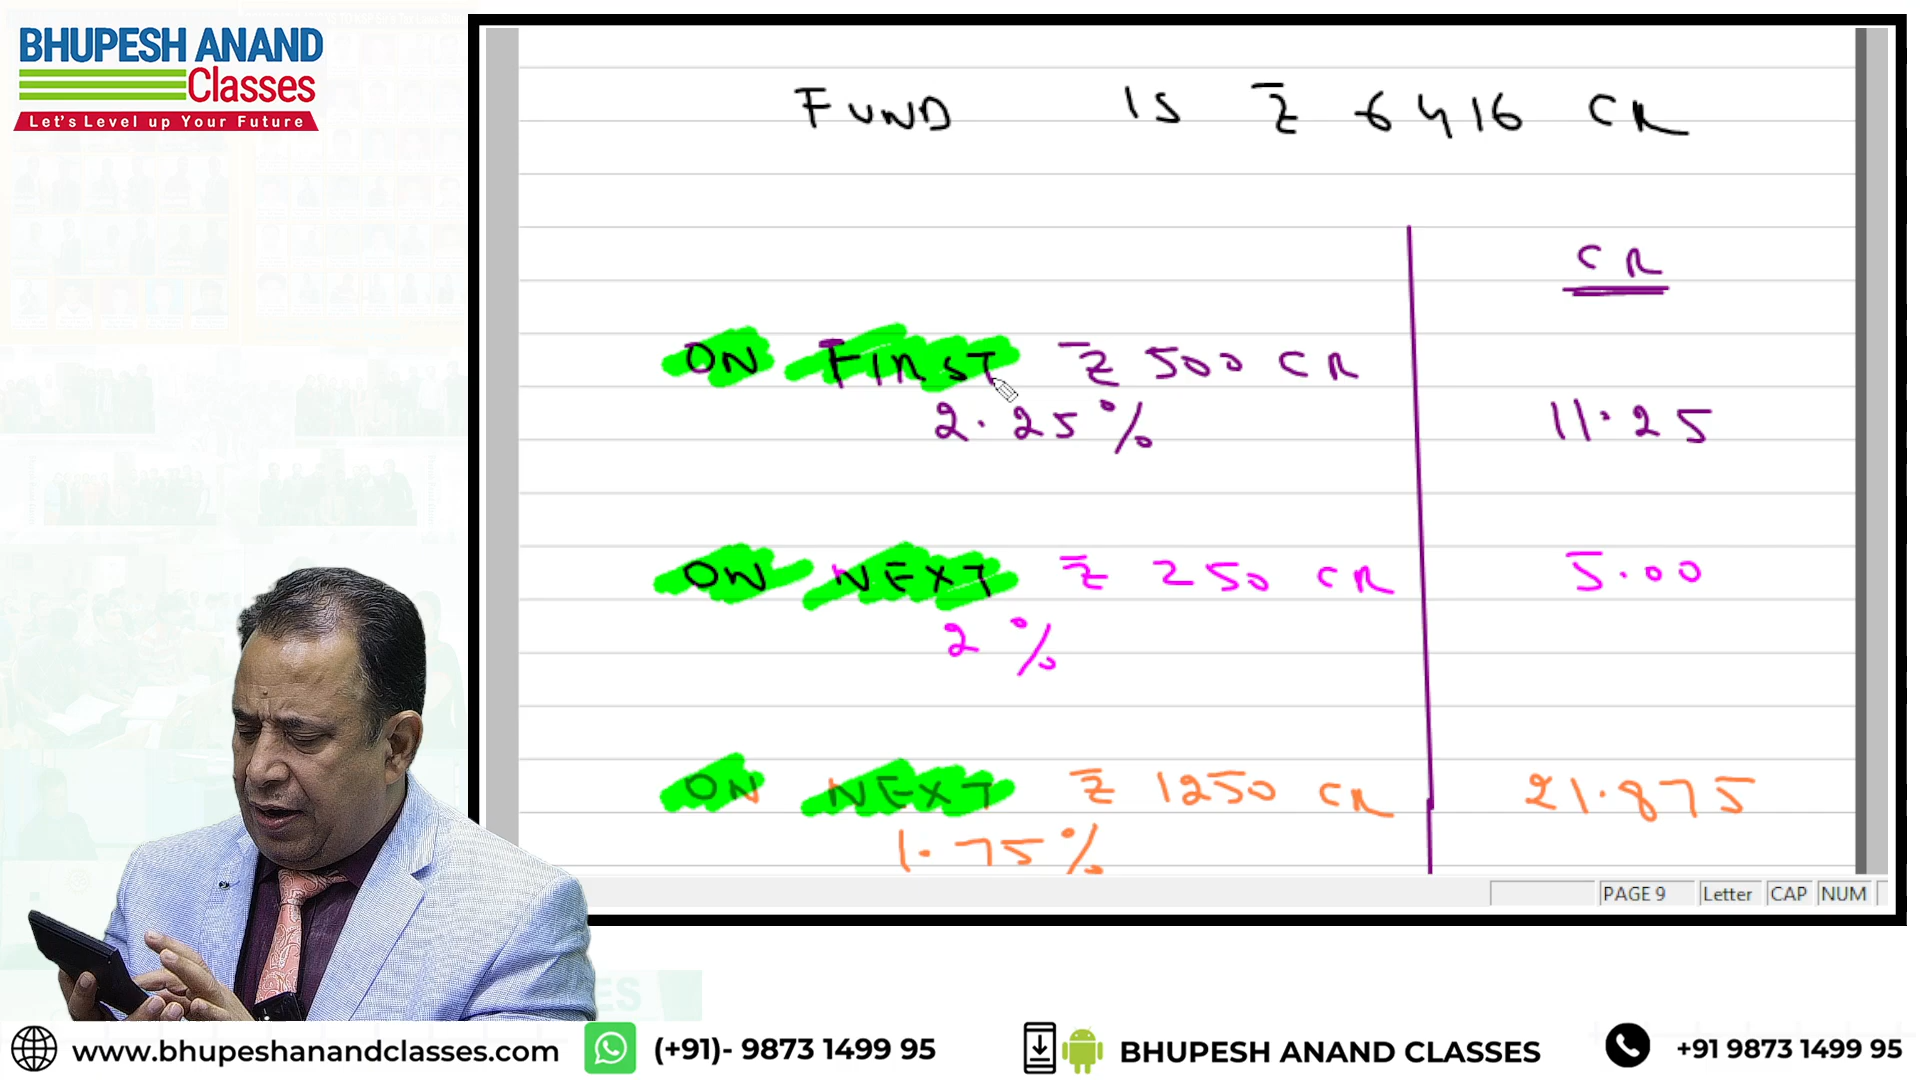 BHUPESH ANAND
Classes
Let's Level up Your Future
FUND IS ₹ 6416 CR
CR
ON FIRST ₹ 500 CR
2.25% 11.25
ON NEXT ₹ 250 CR 5.00
2%
ON NEXT ₹ 1250 CR 21.875
1.75%
PAGE 9 Letter CAP NUM
ES
www.bhupeshanandclasses.com (+91)- 9873 1499 95 BHUPESH ANAND CLASSES +91 9873 1499 95